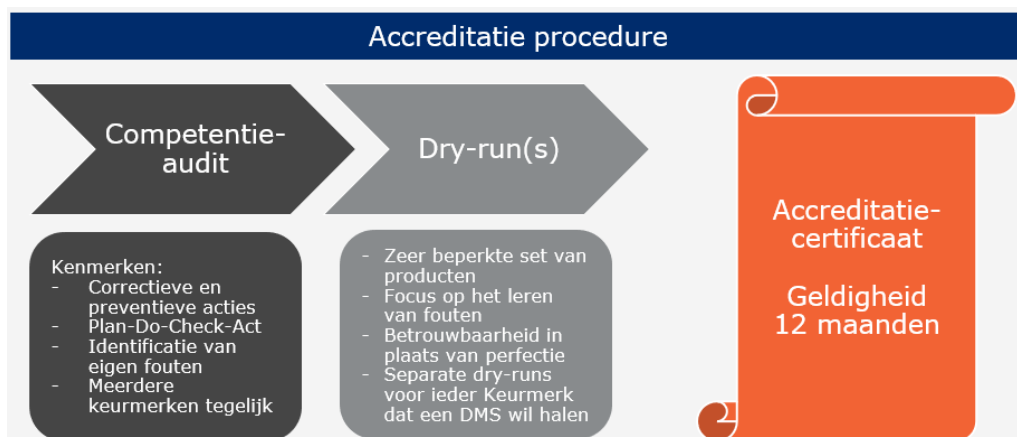 Accreditatie procedure
Competentie-
audit
Dry-run(s)
Kenmerken:
- Correctieve en
preventieve acties
- Plan-Do-Check-Act
- Identificatie van
eigen fouten
- Meerdere
keurmerken tegelijk
- Zeer beperkte set van
producten
- Focus op het leren
van fouten
- Betrouwbaarheid in
plaats van perfectie
- Separate dry-runs
voor ieder Keurmerk
dat een DMS wil halen
Accreditatie-
certificaat
Geldigheid
12 maanden